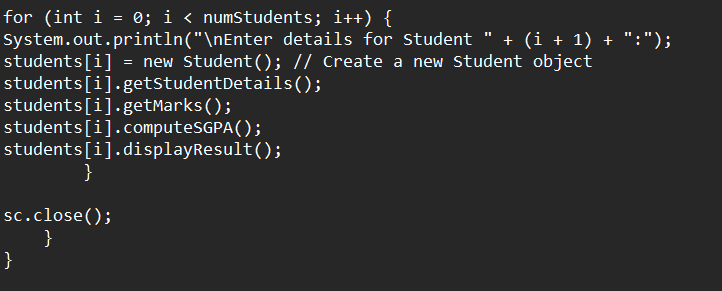 for (int i = 0; i < numStudents; i++) {
System.out.println("\nEnter details for Student " + (i + 1) + ":");
students[i] = new Student(); // Create a new Student object
students[i].getStudentDetails();
students[i].getMarks();
students[i].computeSGPA();
students[i].displayResult();
        }

sc.close();
    }
}